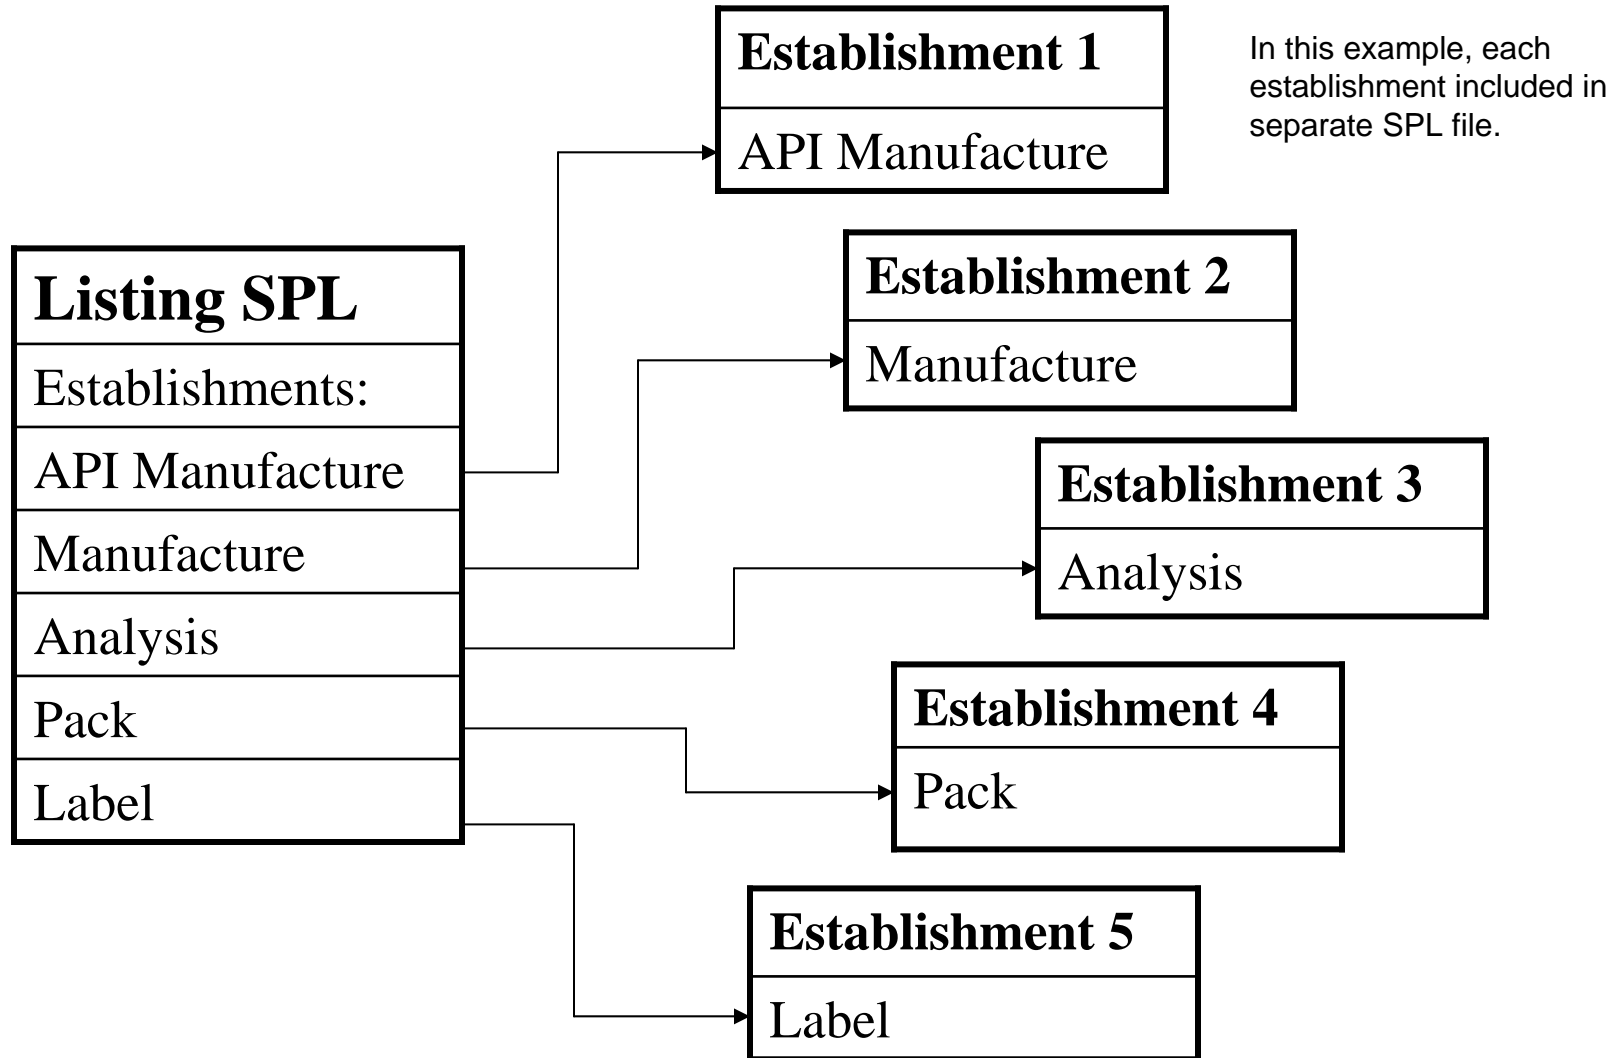 Establishment 1
API Manufacture
In this example, each
establishment included in
separate SPL file.
Listing SPL
Establishments:
API Manufacture
Manufacture
Analysis
Pack
Label
Establishment 2
Manufacture
Establishment 3
Analysis
Establishment 4
Pack
Establishment 5
Label